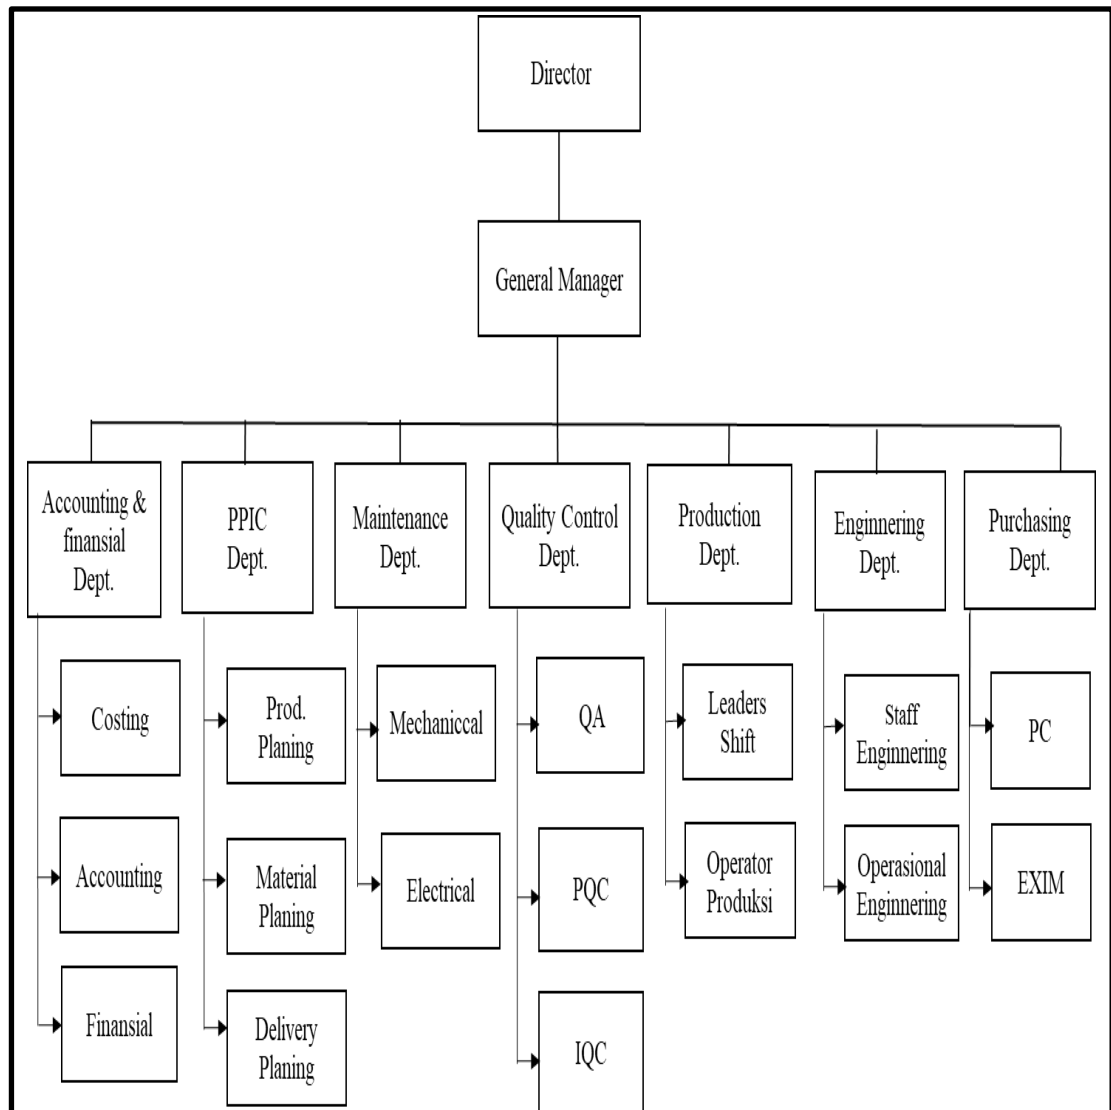 Director
General Manager
Accounting &
finansial
Dept.
PPIC
Dept.
Maintenance
Dept.
Quality Control
Dept.
Production
Dept.
Enginnering
Dept.
Purchasing
Dept.
Costing
Accounting
Finansial
Prod.
Planing
Material
Planing
Delivery
Planing
Mechaniccal
Electrical
QA
PQC
IQC
Leaders
Shift
Operator
Produksi
Staff
Enginnering
Operasional
Enginnering
PC
EXIM